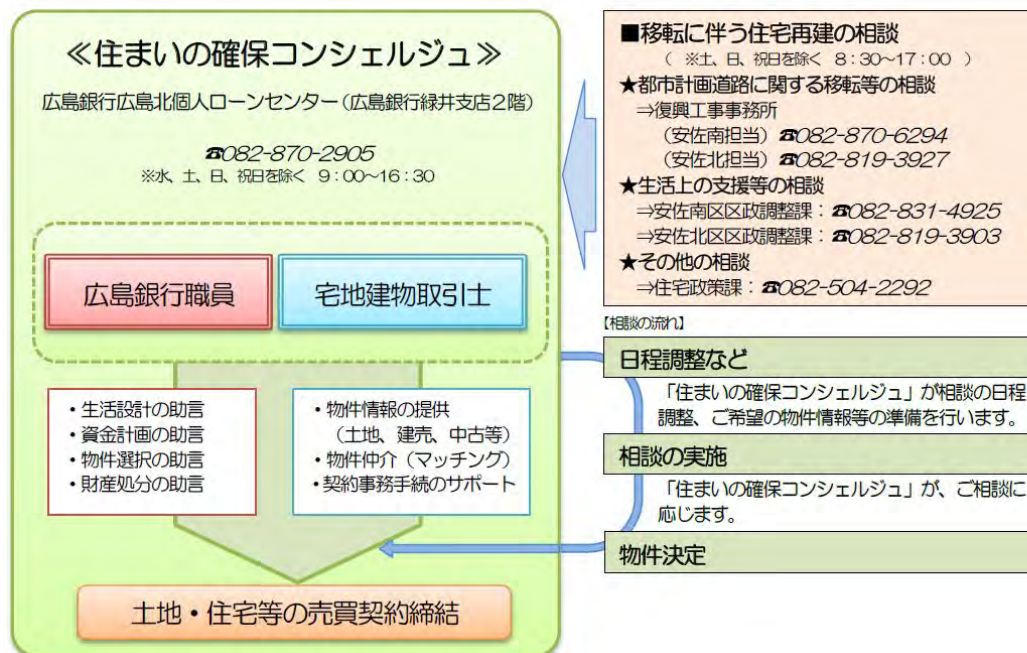 ≪住まいの確保コンシェルジュ≫
広島銀行広島北個人ローンセンター（広島銀行緑井支店2階）
☎082-870-2905
※水、土、日、祝日を除く 9：00～16：30
広島銀行職員
宅地建物取引士
・生活設計の助言
・資金計画の助言
・物件選択の助言
・財産処分の助言
・物件情報の提供
（土地、建売、中古等）
・物件仲介（マッチング）
・契約事務手続のサポート
土地・住宅等の売買契約締結
■移転に伴う住宅再建の相談
（ ※土、日、祝日を除く 8：30～17：00 ）
★都市計画道路に関する移転等の相談
⇒復興工事事務所
（安佐南担当）☎082-870-6294
（安佐北担当）☎082-819-3927
★生活上の支援等の相談
⇒安佐南区区政調整課：☎082-831-4925
⇒安佐北区区政調整課：☎082-819-3903
★その他の相談
⇒住宅政策課：☎082-504-2292
【相談の流れ】
日程調整など
「住まいの確保コンシェルジュ」が相談の日程
調整、ご希望の物件情報等の準備を行います。
相談の実施
「住まいの確保コンシェルジュ」が、ご相談に
応じます。
物件決定